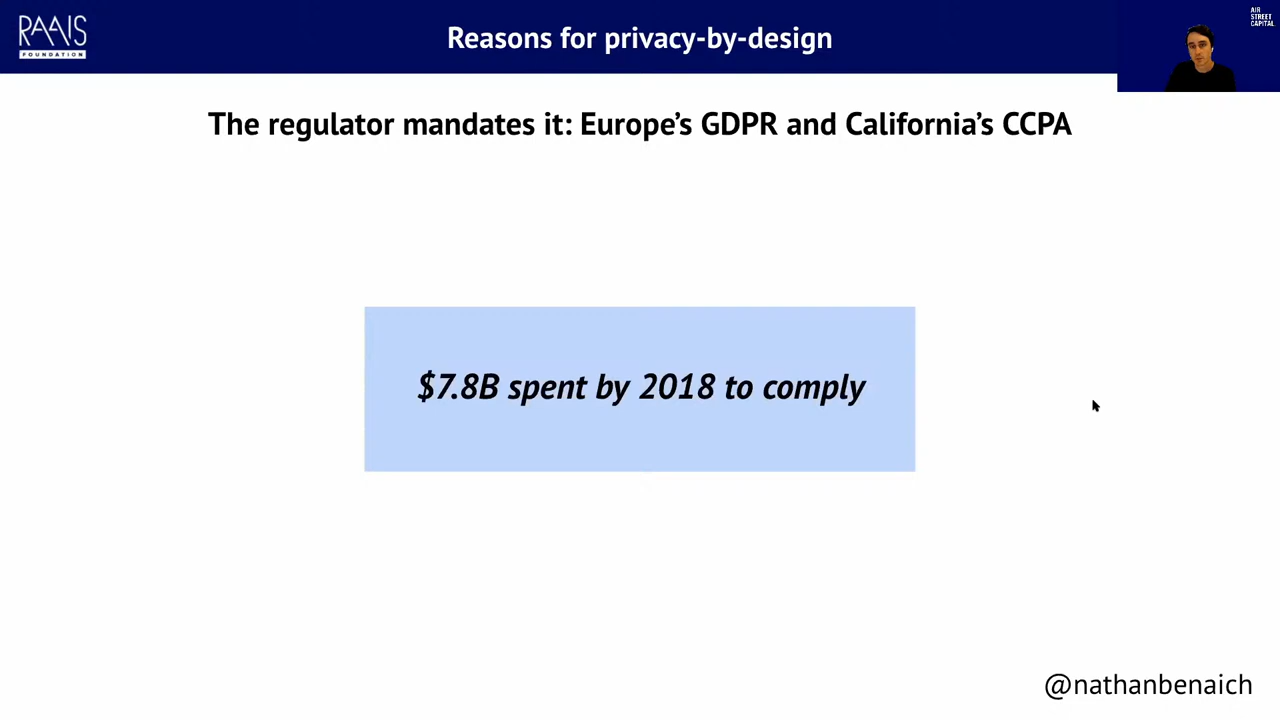 RAAIS
FOUNDATION
Reasons for privacy-by-design
AIR
STREET
CAPITAL
The regulator mandates it: Europe’s GDPR and California’s CCPA
$7.8B spent by 2018 to comply
@nathanbenaich